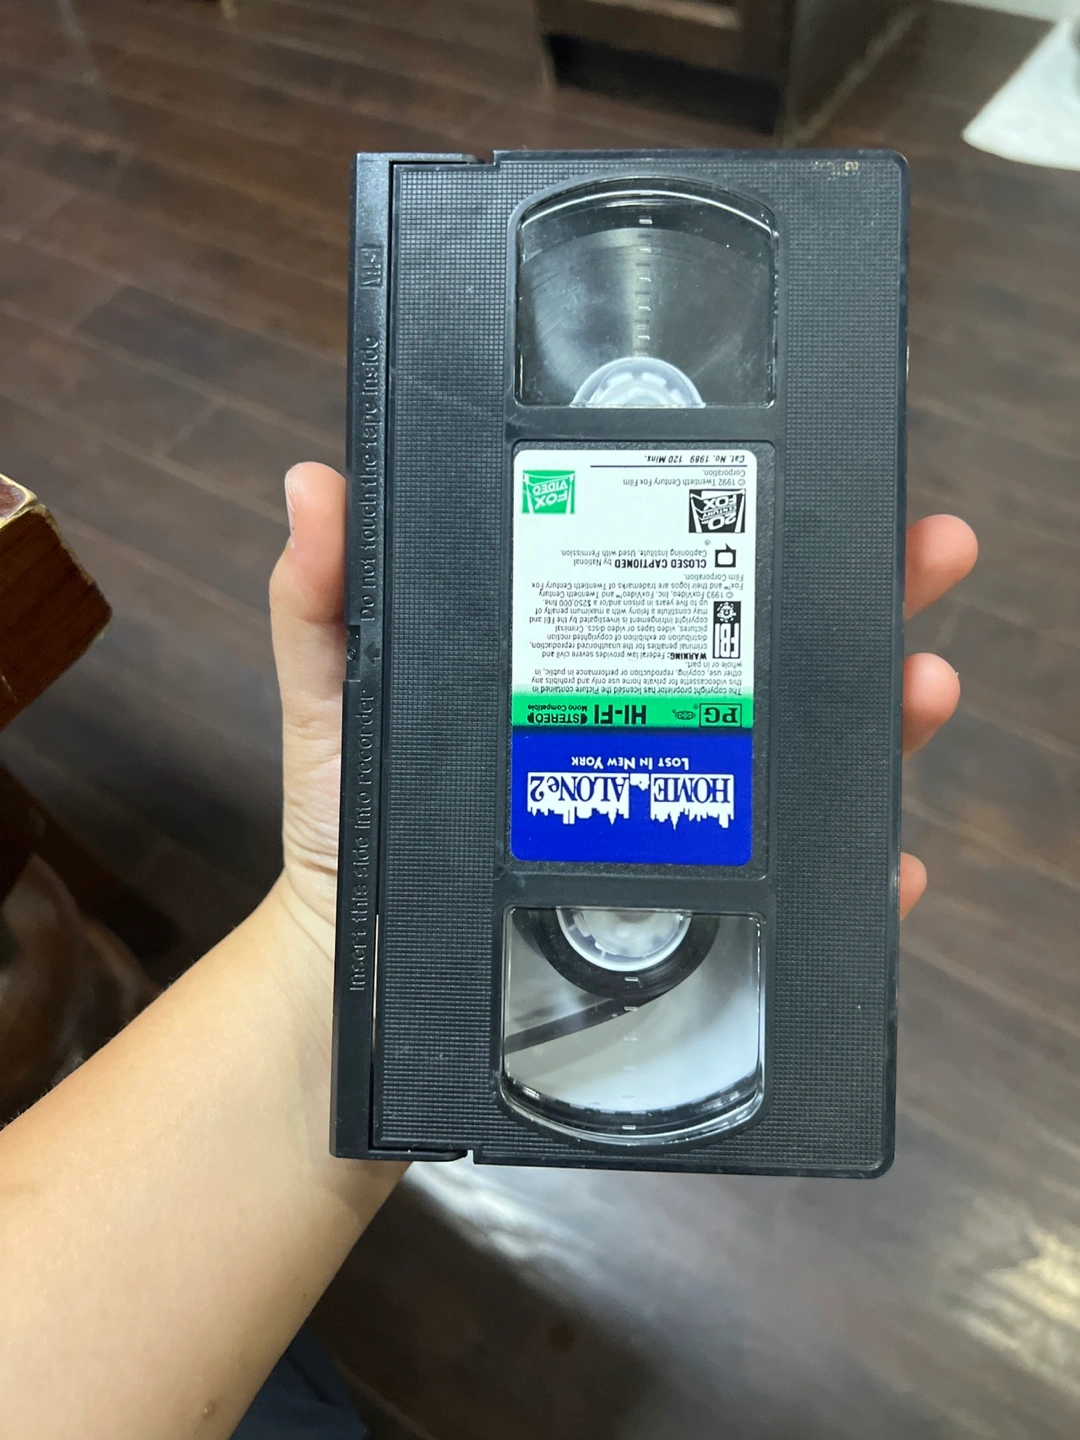 HOME ALONe2
LOST IN NEW YORK
PG HI-FI STEREO
Mono Compatible
The copyright proprietor has licensed the Picture contained in
this videocassette for private home use only and prohibits any
other use, copying, reproduction or performance in public, in
whole or in part.
FBI
WARNING: Federal law provides severe civil and
criminal penalties for the unauthorized reproduction,
distribution or exhibition of copyrighted motion
pictures, video tapes or video discs. Criminal
copyright infringement is investigated by the FBI and
may constitute a felony with a maximum penalty of
up to five years in prison and/or a $250,000 fine.
© 1993 FoxVideo, Inc. FoxVideo™ and Twentieth Century
Fox™ and their logos are trademarks of Twentieth Century Fox
Film Corporation.
CLOSED CAPTIONED by National
Captioning Institute. Used with Permission.
®
20TH
CENTURY
FOX
FOX
VIDEO
© 1992 Twentieth Century Fox Film
Corporation.
Cat. No. 1989 120 Mins.
Insert this side into recorder
Do not touch the tape inside
VHS